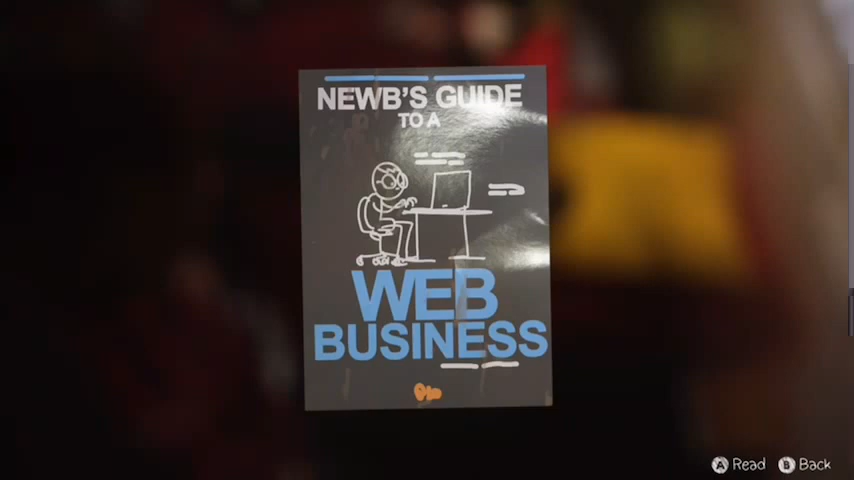 NEWB'S GUIDE
TO A
WEB
BUSINESS
A Read B Back